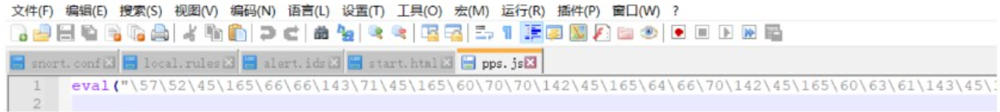 文件(F) 编辑(E) 搜索(S) 视图(V) 编码(N) 语言(L) 设置(T) 工具(O) 宏(M) 运行(R) 插件(P) 窗口(W) ?
snort.conf local.rules alert.ids start.html pps.js
1 eval("\57\52\45\165\66\66\143\71\45\165\60\70\70\142\45\165\64\66\70\142\45\165\60\63\61\143\45\
2